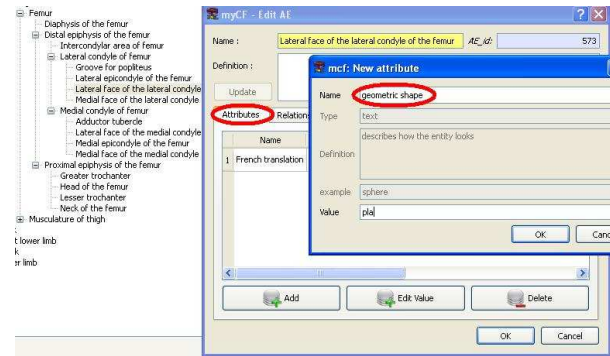 Femur
Diaphysis of the femur
Distal epiphysis of the femur
Intercondylar area of femur
Lateral condyle of femur
Groove for popliteus
Lateral epicondyle of the femur
Lateral face of the lateral condyle
Medial face of the lateral condyle
Medial condyle of femur
Adductor tubercle
Lateral face of the medial condyle
Medial epicondyle of the femur
Medial face of the medial condyle
Proximal epiphysis of the femur
Greater trochanter
Head of the femur
Lesser trochanter
Neck of the femur
Musculature of thigh
t lower limb
er limb
myCF - Edit AE
Name : Lateral face of the lateral condyle of the femur AE_id: 573
Definition :
Update
Attributes Relations
Name
1 French translation
Add Edit Value Delete
OK Cancel
mcf: New attribute
Name geometric shape
Type text
Definition describes how the entity looks
example sphere
Value pla
OK Canc